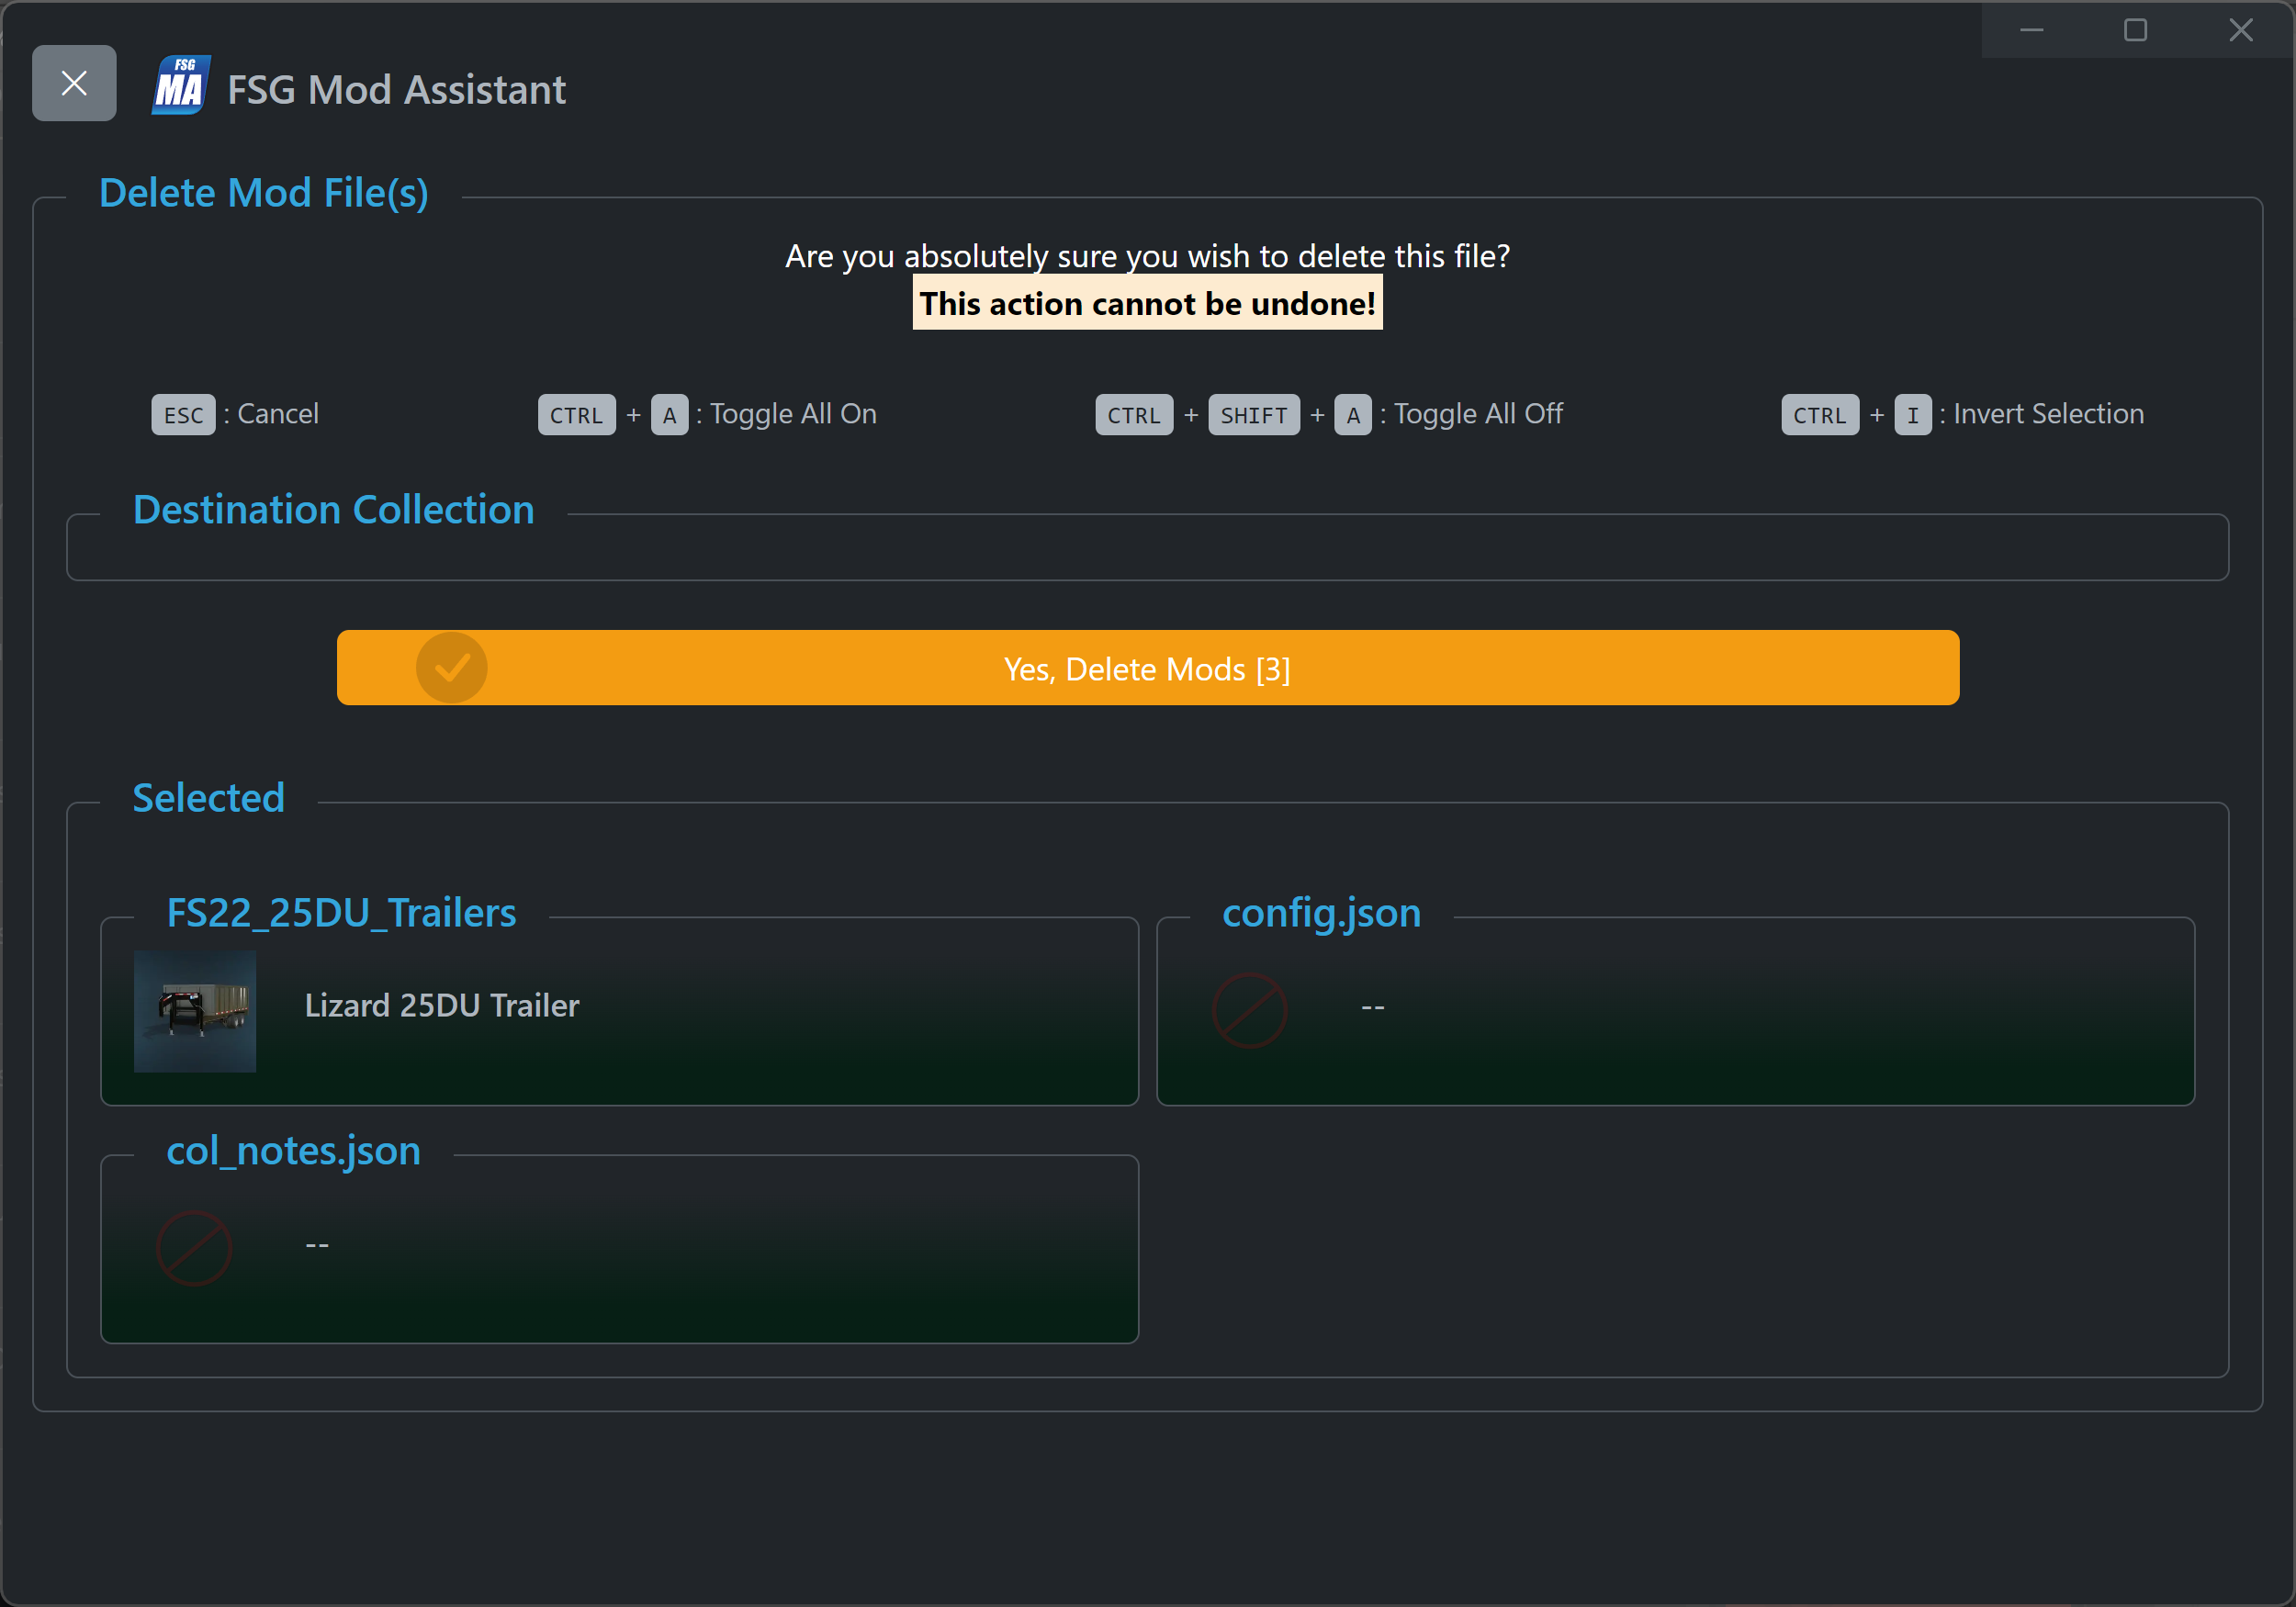 FSG
MA
FSG Mod Assistant
Delete Mod File(s)
Are you absolutely sure you wish to delete this file?
This action cannot be undone!
ESC : Cancel
CTRL + A : Toggle All On
CTRL + SHIFT + A : Toggle All Off
CTRL + I : Invert Selection
Destination Collection
Yes, Delete Mods [3]
Selected
FS22_25DU_Trailers
Lizard 25DU Trailer
config.json
--
col_notes.json
--